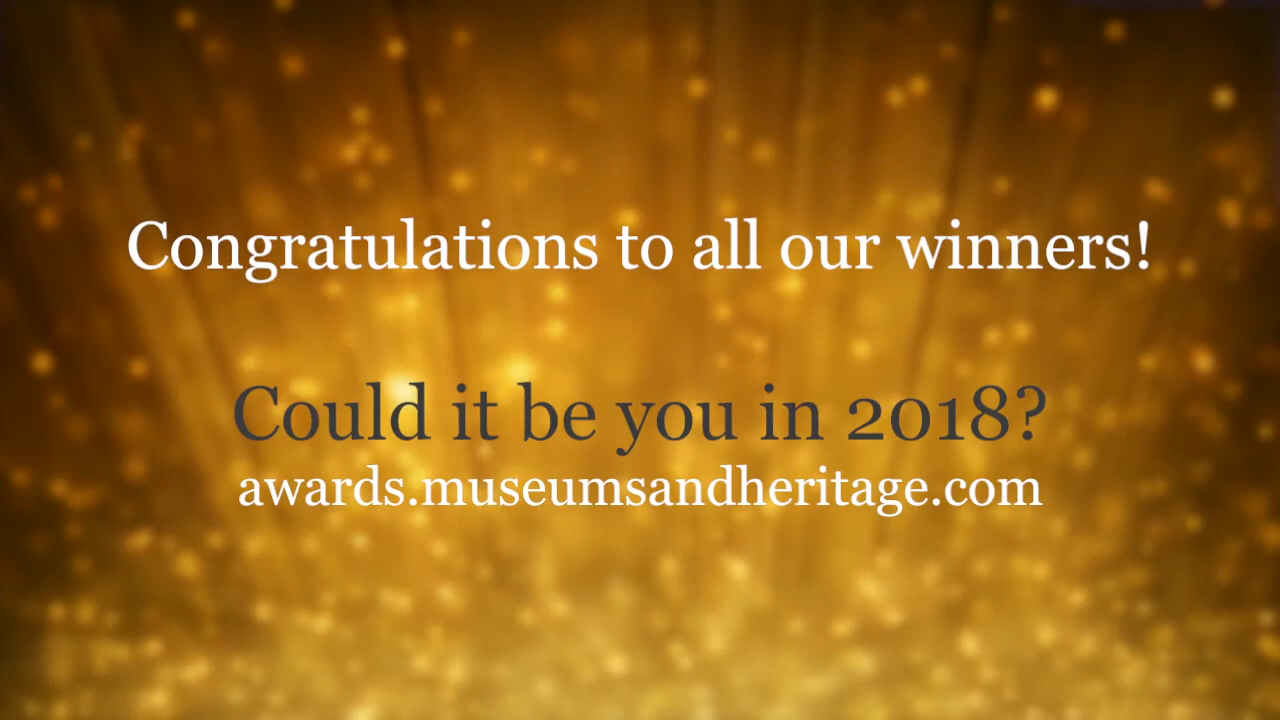 Congratulations to all our winners!
Could it be you in 2018?
awards.museumsandheritage.com